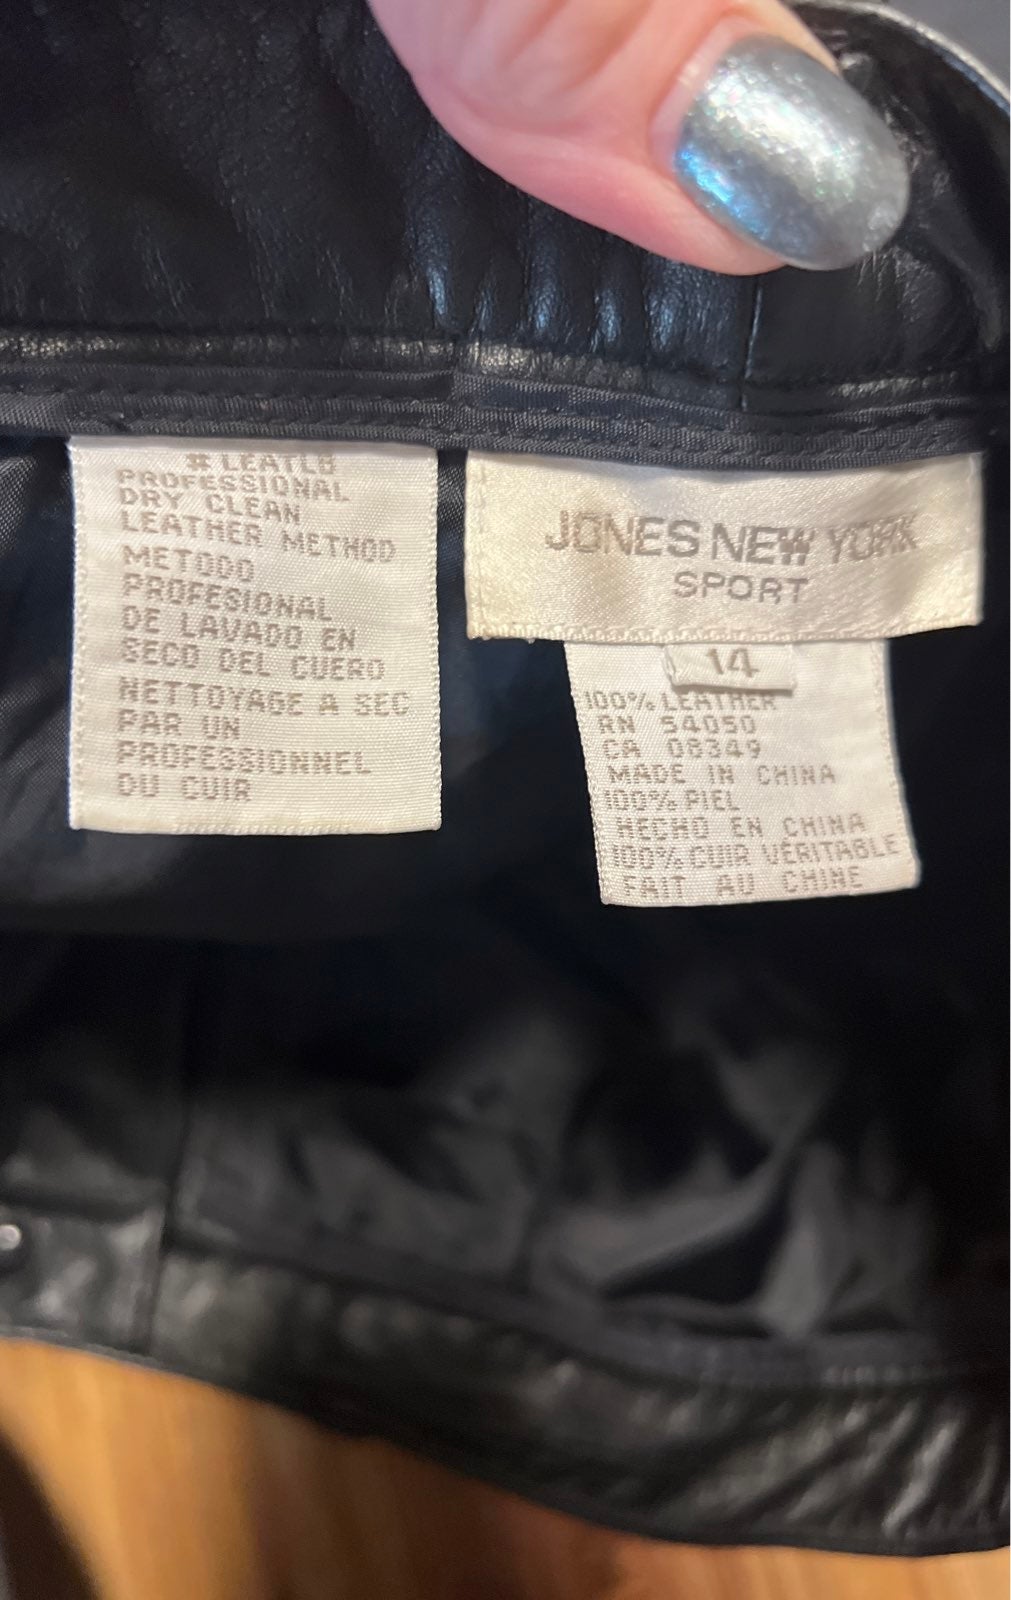 # LEATLB
PROFESSIONAL
DRY CLEAN
LEATHER METHOD
METODO
PROFESIONAL
DE LAVADO EN
SECO DEL CUERO
NETTOYAGE A SEC
PAR UN
PROFESSIONNEL
DU CUIR
JONES NEW YORK
SPORT
14
100% LEATHER
RN 54050
CA 08349
MADE IN CHINA
100% PIEL
HECHO EN CHINA
100% CUIR VÉRITABLE
FAIT AU CHINE